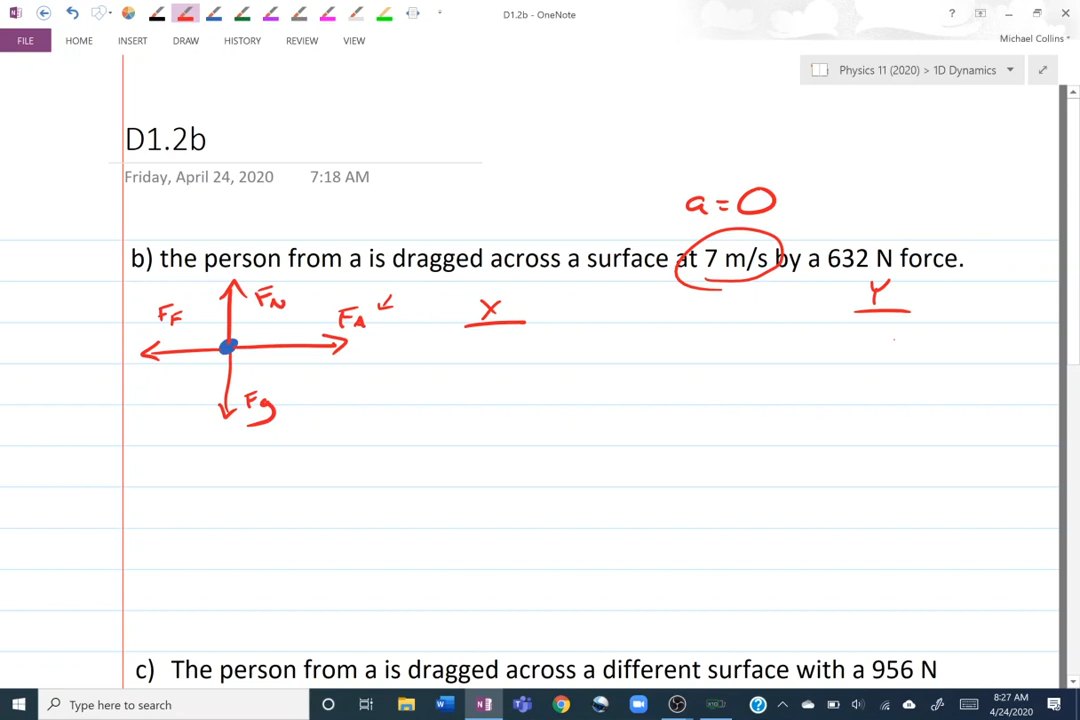 D1.2b - OneNote
?
Michael Collins
FILE HOME INSERT DRAW HISTORY REVIEW VIEW
Physics 11 (2020) > 1D Dynamics
D1.2b
Friday, April 24, 2020 7:18 AM
a = 0
b) the person from a is dragged across a surface at 7 m/s by a 632 N force.
FF FN FA X Y
Fg
c) The person from a is dragged across a different surface with a 956 N
Type here to search
8:27 AM
4/24/2020